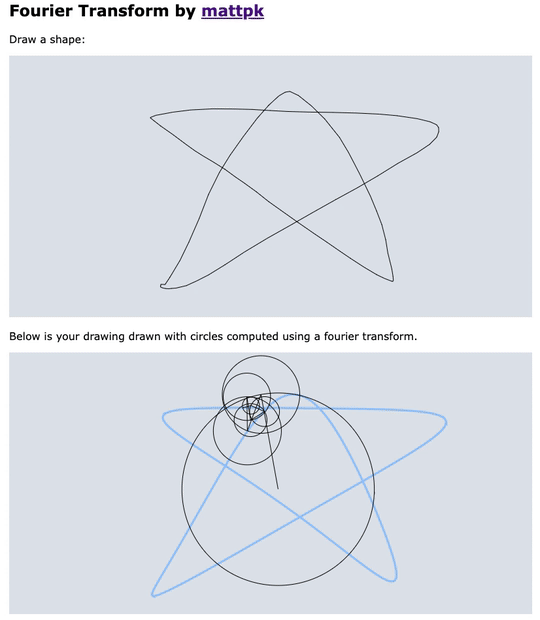 Fourier Transform by mattpk
Draw a shape:
Below is your drawing drawn with circles computed using a fourier transform.